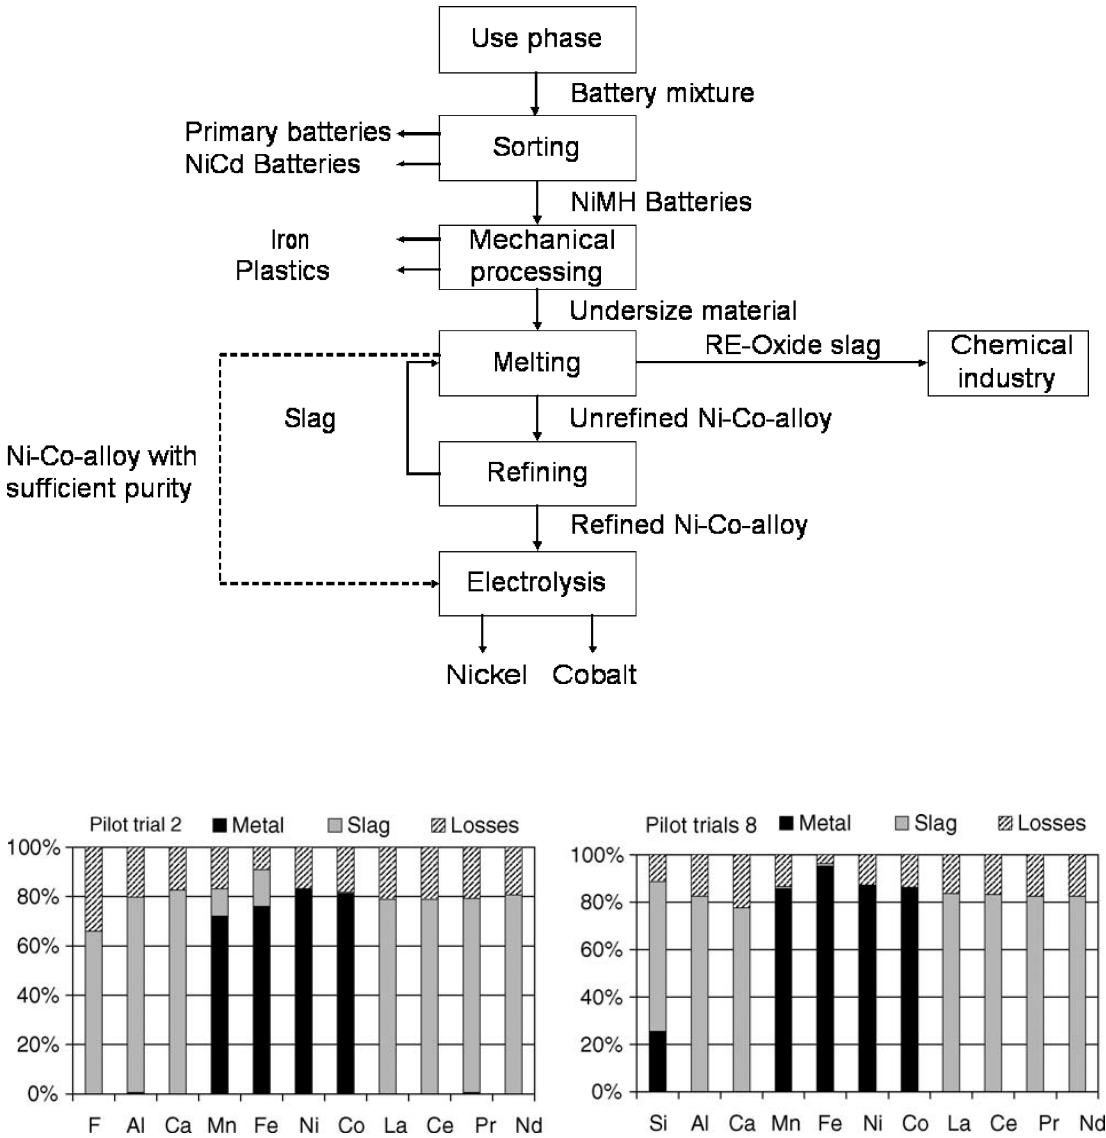 Use phase
Battery mixture
Primary batteries
NiCd Batteries
Sorting
NiMH Batteries
Iron
Plastics
Mechanical
processing
Undersize material
Melting
RE-Oxide slag
Chemical
industry
Slag
Unrefined Ni-Co-alloy
Ni-Co-alloy with
sufficient purity
Refining
Refined Ni-Co-alloy
Electrolysis
Nickel Cobalt
Pilot trial 2 Metal Slag Losses
100%
80%
60%
40%
20%
0%
F Al Ca Mn Fe Ni Co La Ce Pr Nd
Pilot trials 8 Metal Slag Losses
100%
80%
60%
40%
20%
0%
Si Al Ca Mn Fe Ni Co La Ce Pr Nd